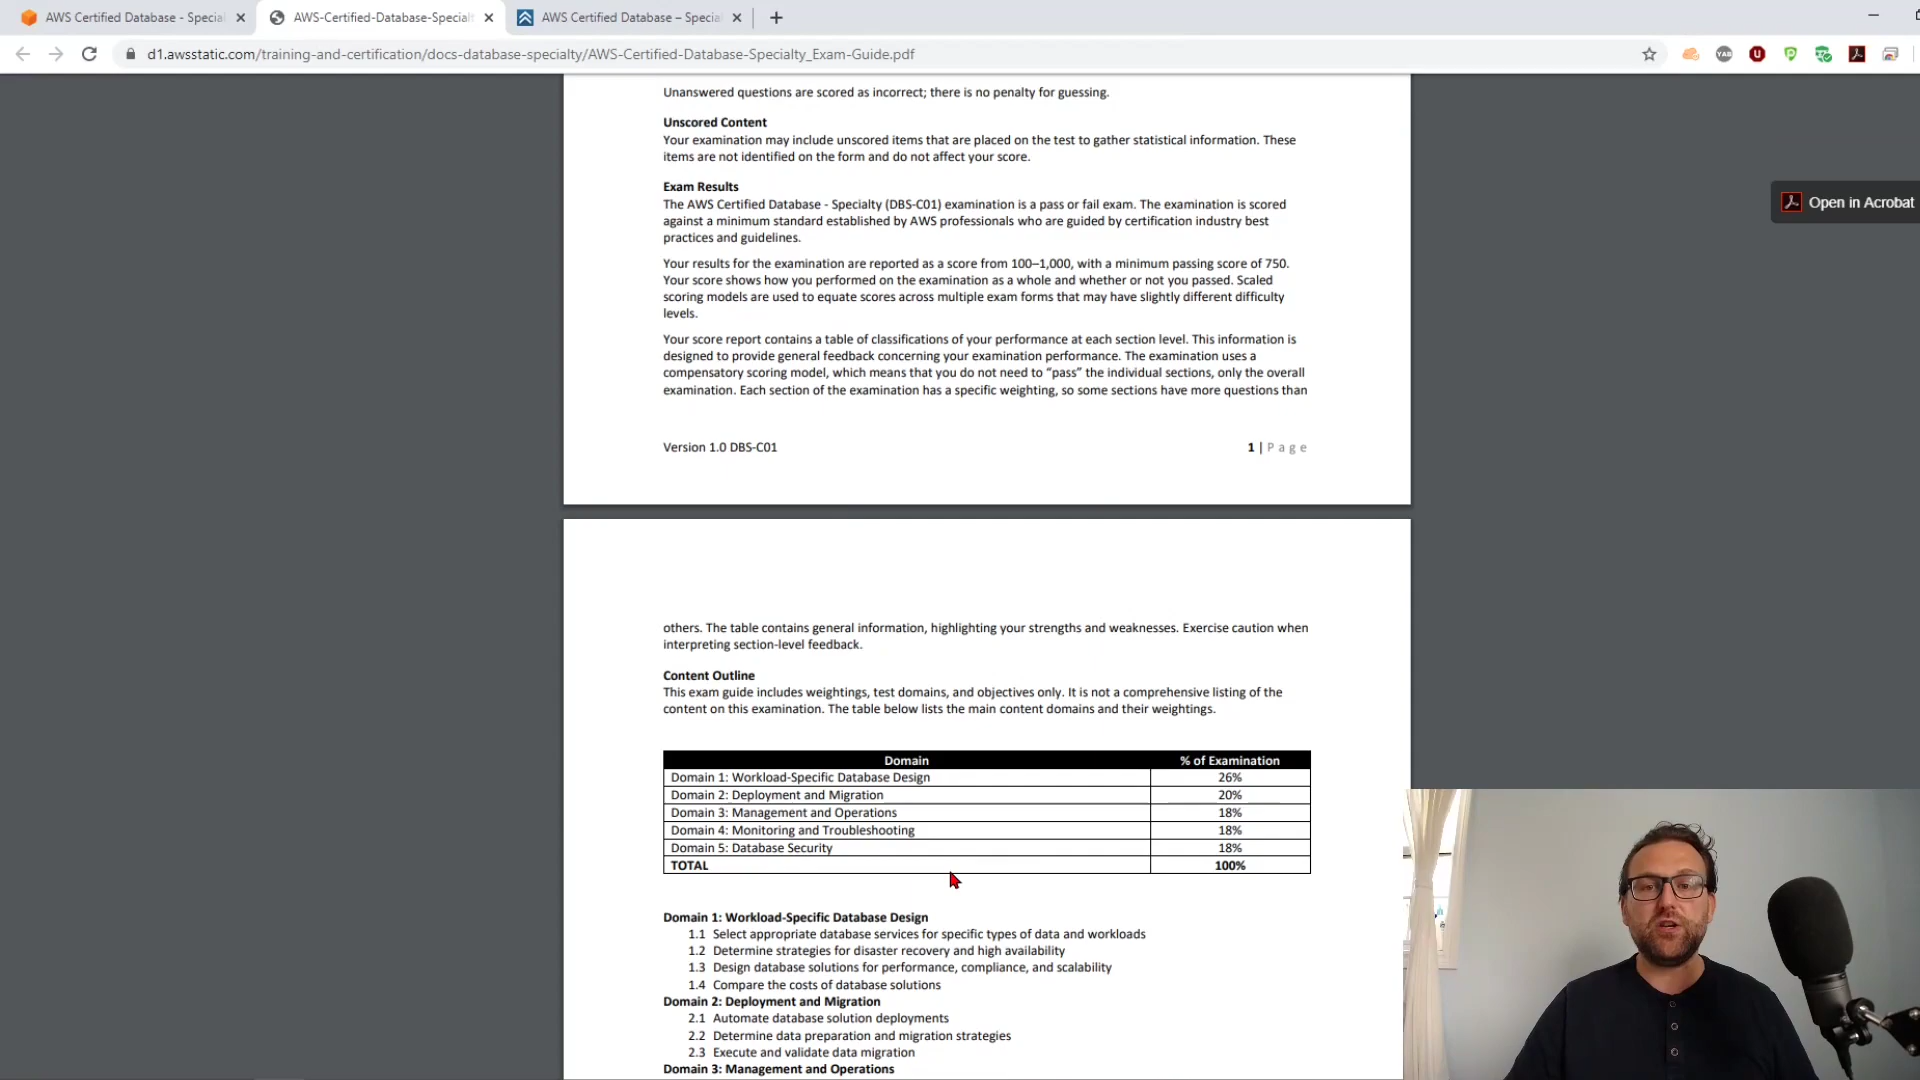 AWS Certified Database - Specia
AWS-Certified-Database-Specialt
AWS Certified Database – Specia
d1.awsstatic.com/training-and-certification/docs-database-specialty/AWS-Certified-Database-Specialty_Exam-Guide.pdf
Open in Acrobat
Unanswered questions are scored as incorrect; there is no penalty for guessing.
Unscored Content
Your examination may include unscored items that are placed on the test to gather statistical information. These
items are not identified on the form and do not affect your score.
Exam Results
The AWS Certified Database - Specialty (DBS-C01) examination is a pass or fail exam. The examination is scored
against a minimum standard established by AWS professionals who are guided by certification industry best
practices and guidelines.
Your results for the examination are reported as a score from 100–1,000, with a minimum passing score of 750.
Your score shows how you performed on the examination as a whole and whether or not you passed. Scaled
scoring models are used to equate scores across multiple exam forms that may have slightly different difficulty
levels.
Your score report contains a table of classifications of your performance at each section level. This information is
designed to provide general feedback concerning your examination performance. The examination uses a
compensatory scoring model, which means that you do not need to “pass” the individual sections, only the overall
examination. Each section of the examination has a specific weighting, so some sections have more questions than
Version 1.0 DBS-C01 1 | Page
others. The table contains general information, highlighting your strengths and weaknesses. Exercise caution when
interpreting section-level feedback.
Content Outline
This exam guide includes weightings, test domains, and objectives only. It is not a comprehensive listing of the
content on this examination. The table below lists the main content domains and their weightings.
Domain % of Examination
Domain 1: Workload-Specific Database Design 26%
Domain 2: Deployment and Migration 20%
Domain 3: Management and Operations 18%
Domain 4: Monitoring and Troubleshooting 18%
Domain 5: Database Security 18%
TOTAL 100%
Domain 1: Workload-Specific Database Design
1.1 Select appropriate database services for specific types of data and workloads
1.2 Determine strategies for disaster recovery and high availability
1.3 Design database solutions for performance, compliance, and scalability
1.4 Compare the costs of database solutions
Domain 2: Deployment and Migration
2.1 Automate database solution deployments
2.2 Determine data preparation and migration strategies
2.3 Execute and validate data migration
Domain 3: Management and Operations